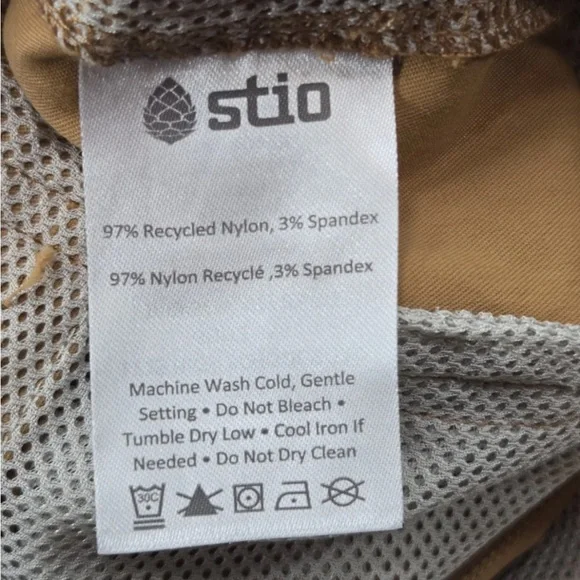 stio
97% Recycled Nylon, 3% Spandex
97% Nylon Recyclé ,3% Spandex
Machine Wash Cold, Gentle
Setting • Do Not Bleach •
Tumble Dry Low • Cool Iron If
Needed • Do Not Dry Clean
30C